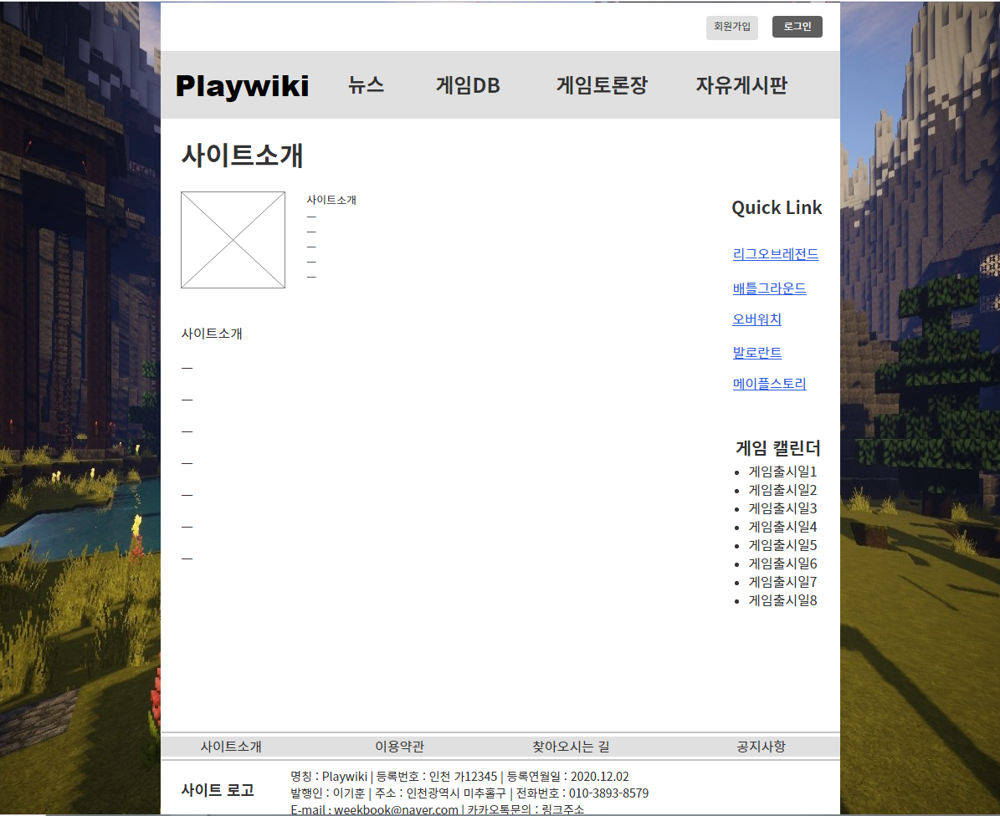 회원가입 로그인
Playwiki 뉴스 게임DB 게임토론장 자유게시판
사이트소개
사이트소개
—
—
—
—
—
사이트소개
—
—
—
—
—
—
—
Quick Link
리그오브레전드
배틀그라운드
오버워치
발로란트
메이플스토리
게임 캘린더
• 게임출시일1
• 게임출시일2
• 게임출시일3
• 게임출시일4
• 게임출시일5
• 게임출시일6
• 게임출시일7
• 게임출시일8
사이트소개 이용약관 찾아오시는 길 공지사항
사이트 로고
명칭 : Playwiki | 등록번호 : 인천 가12345 | 등록연월일 : 2020.12.02
발행인 : 이기훈 | 주소 : 인천광역시 미추홀구 | 전화번호 : 010-3893-8579
E-mail : weekbook@naver.com | 카카오톡문의 : 링크주소